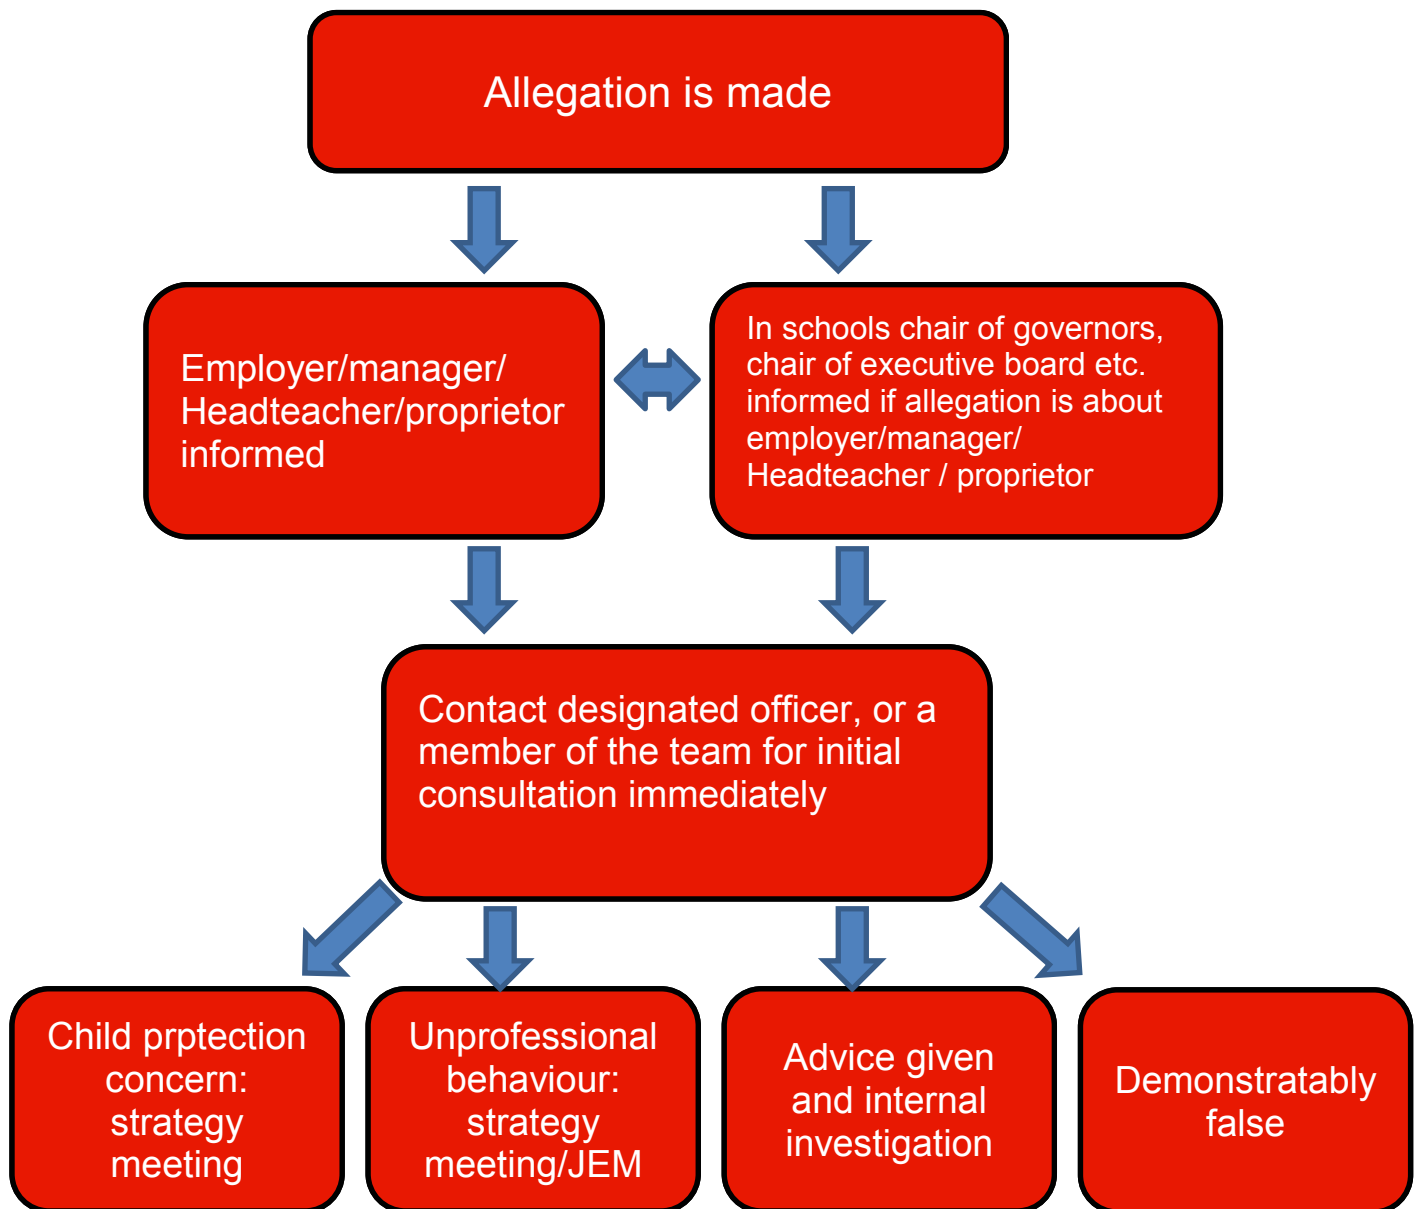 Allegation is made
Employer/manager/
Headteacher/proprietor
informed
In schools chair of governors,
chair of executive board etc.
informed if allegation is about
employer/manager/
Headteacher / proprietor
Contact designated officer, or a
member of the team for initial
consultation immediately
Child prptection
concern:
strategy
meeting
Unprofessional
behaviour:
strategy
meeting/JEM
Advice given
and internal
investigation
Demonstratably
false